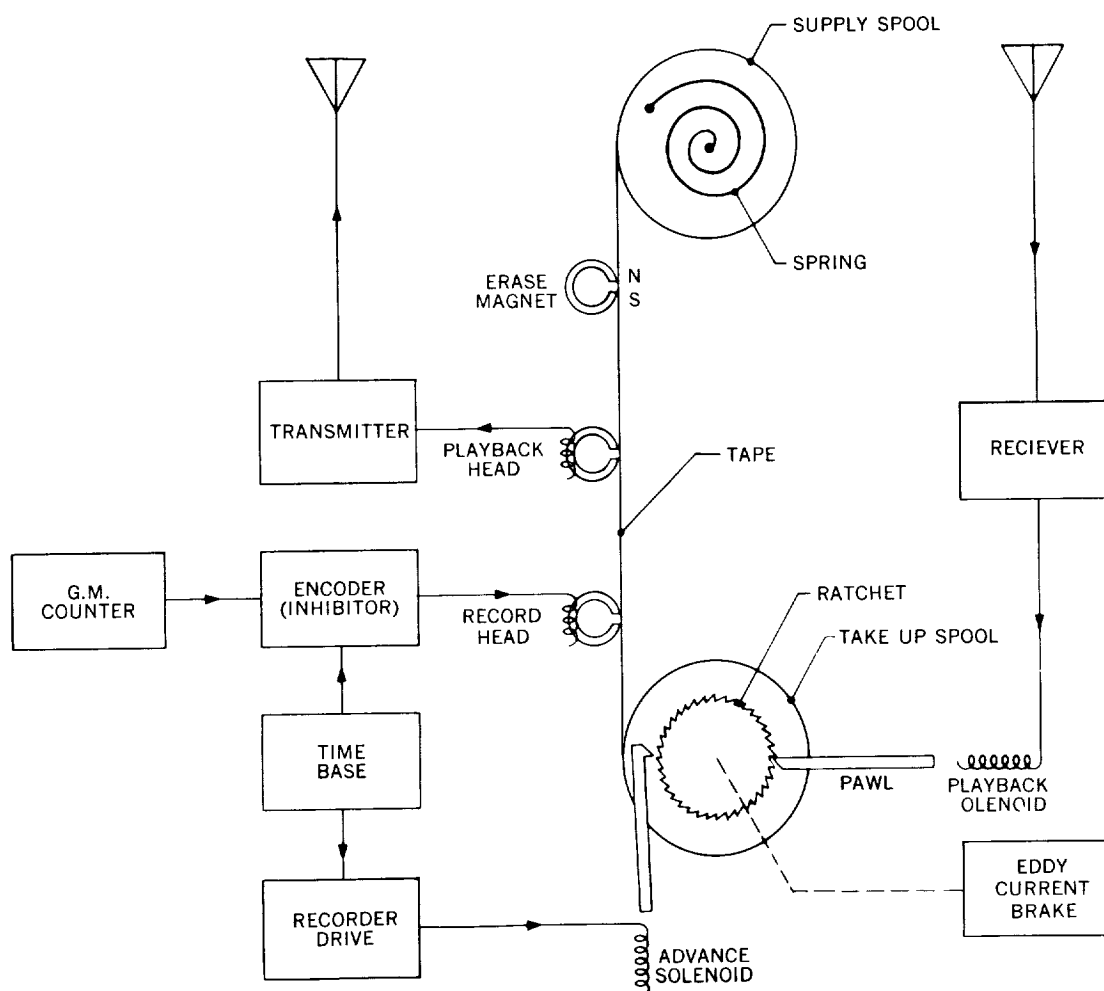 SUPPLY SPOOL
SPRING
ERASE
MAGNET
N
S
TRANSMITTER
PLAYBACK
HEAD
TAPE
RECIEVER
G.M.
COUNTER
ENCODER
(INHIBITOR)
RECORD
HEAD
RATCHET
TAKE UP SPOOL
TIME
BASE
PAWL
PLAYBACK
OLENOID
RECORDER
DRIVE
ADVANCE
SOLENOID
EDDY
CURRENT
BRAKE